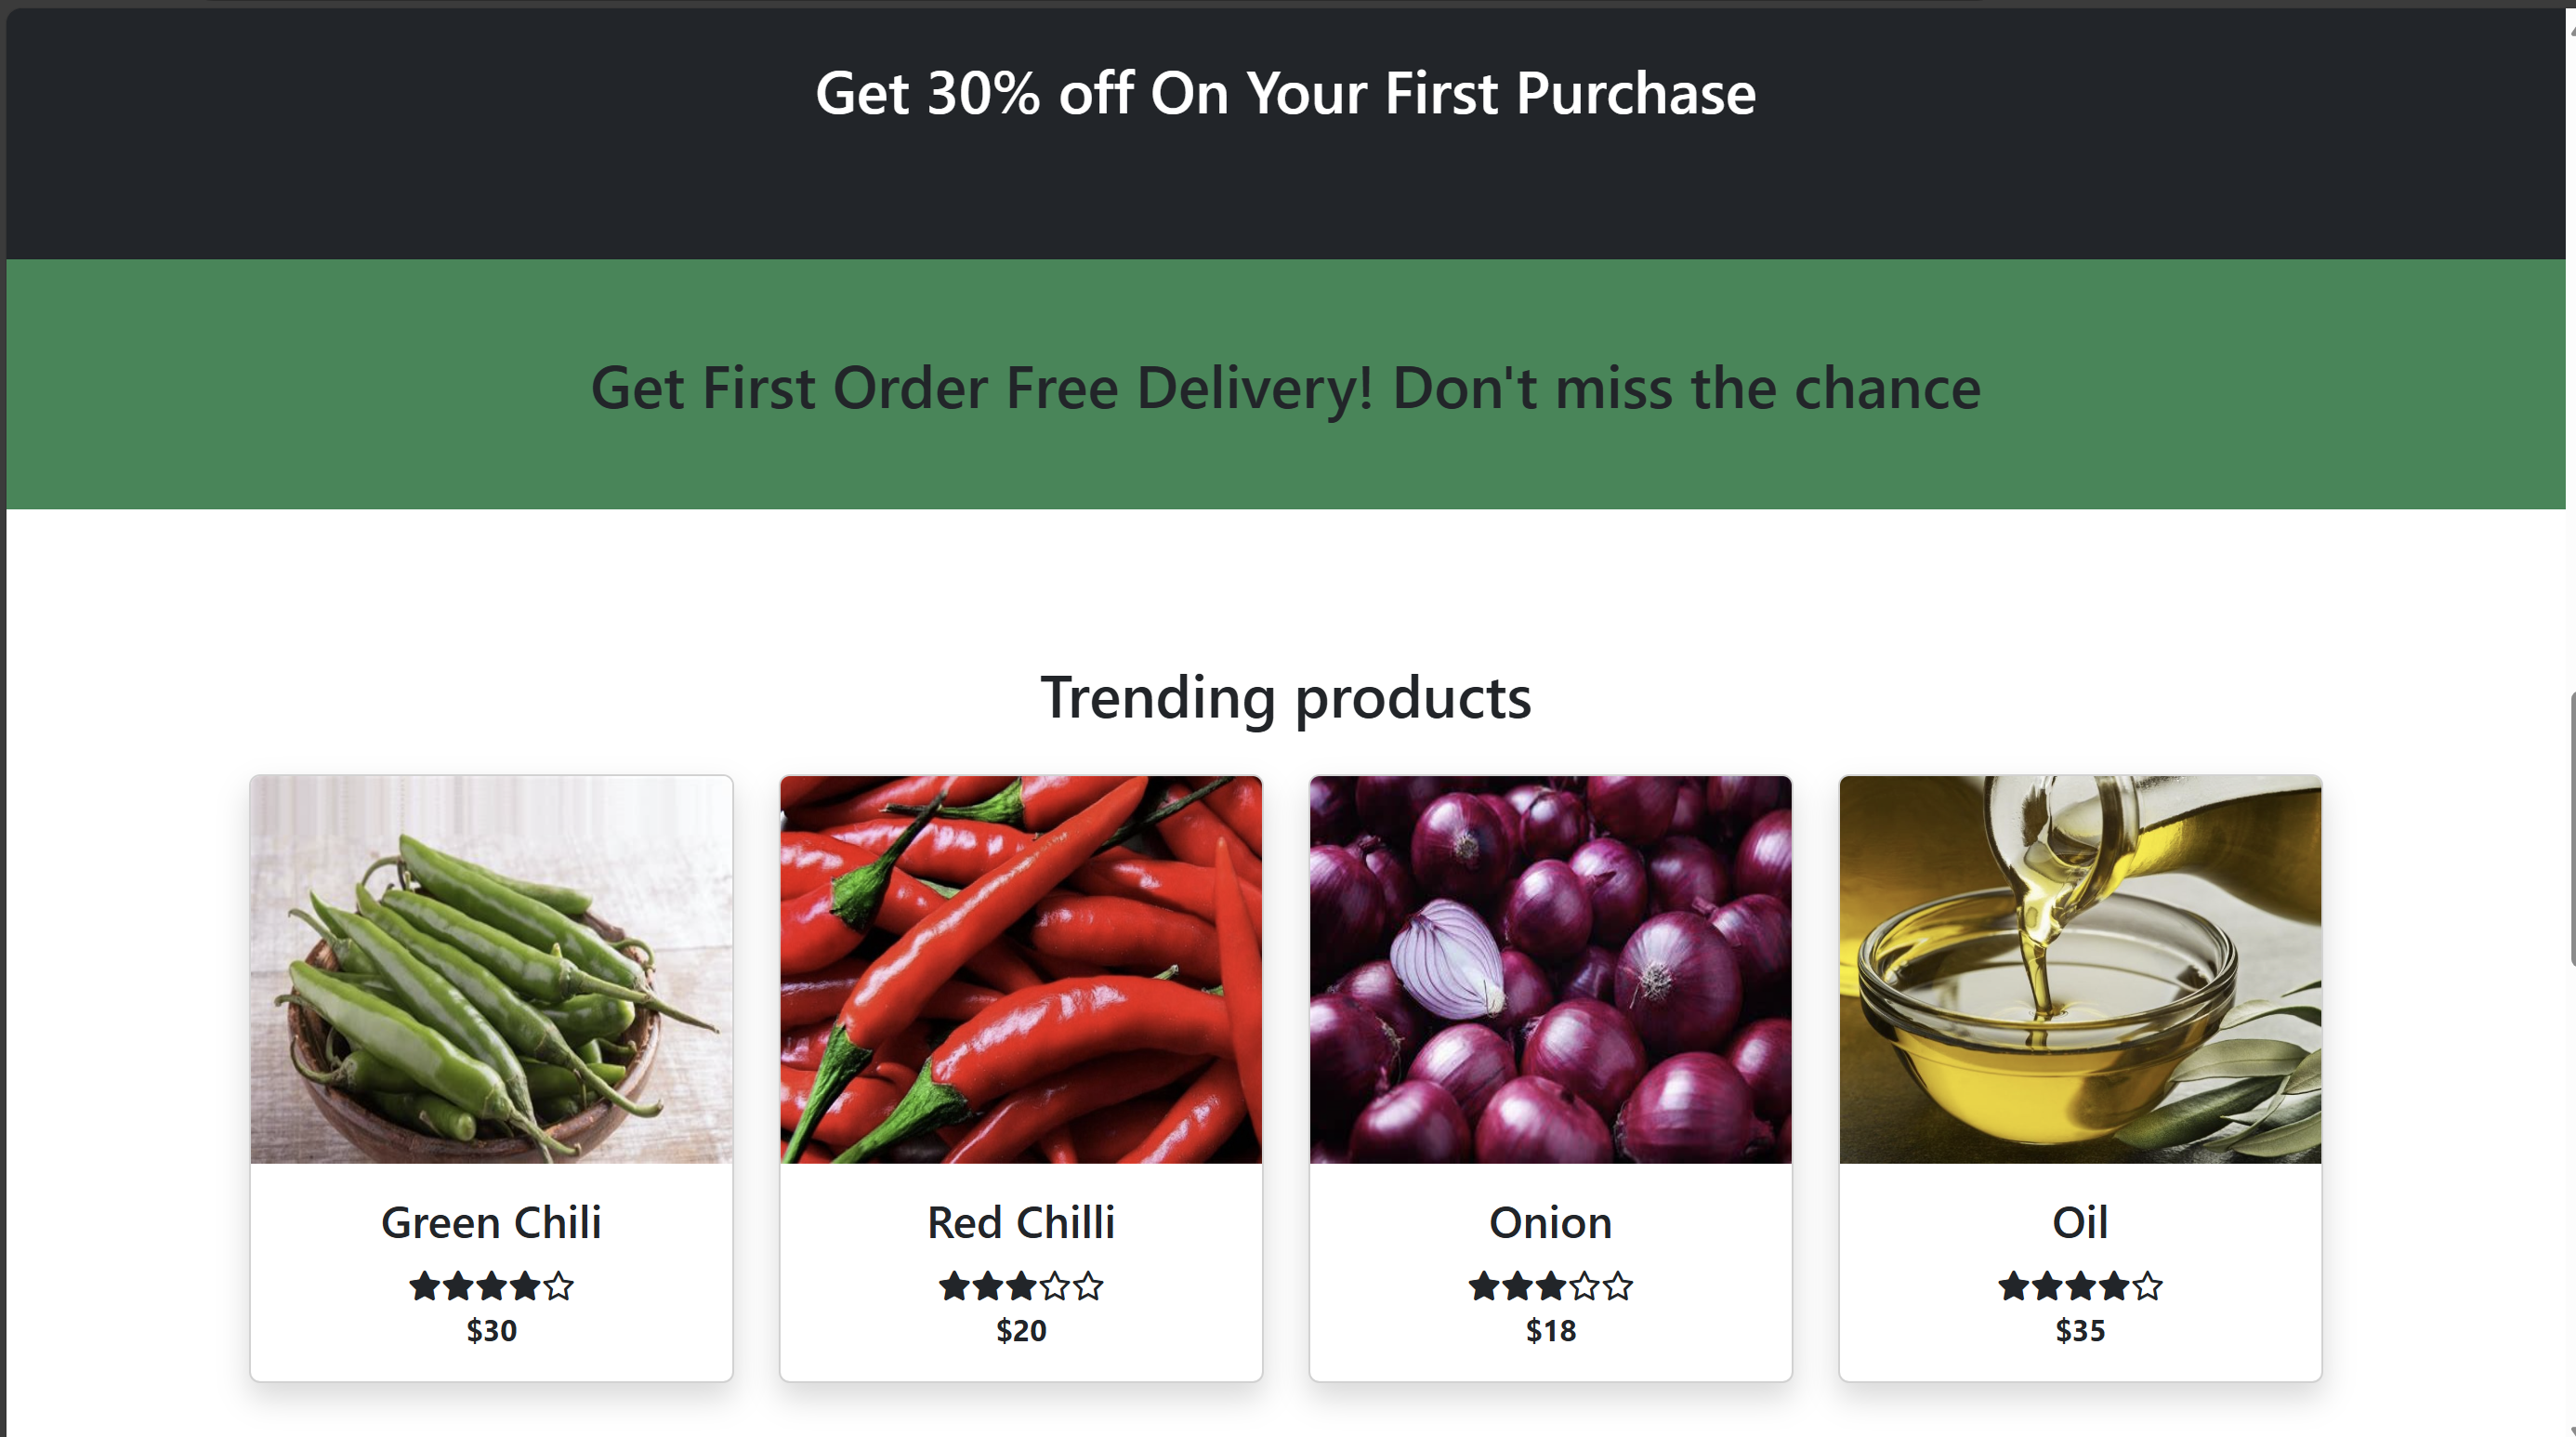 Get 30% off On Your First Purchase
Get First Order Free Delivery! Don't miss the chance
Trending products
Green Chili
$30
Red Chilli
$20
Onion
$18
Oil
$35